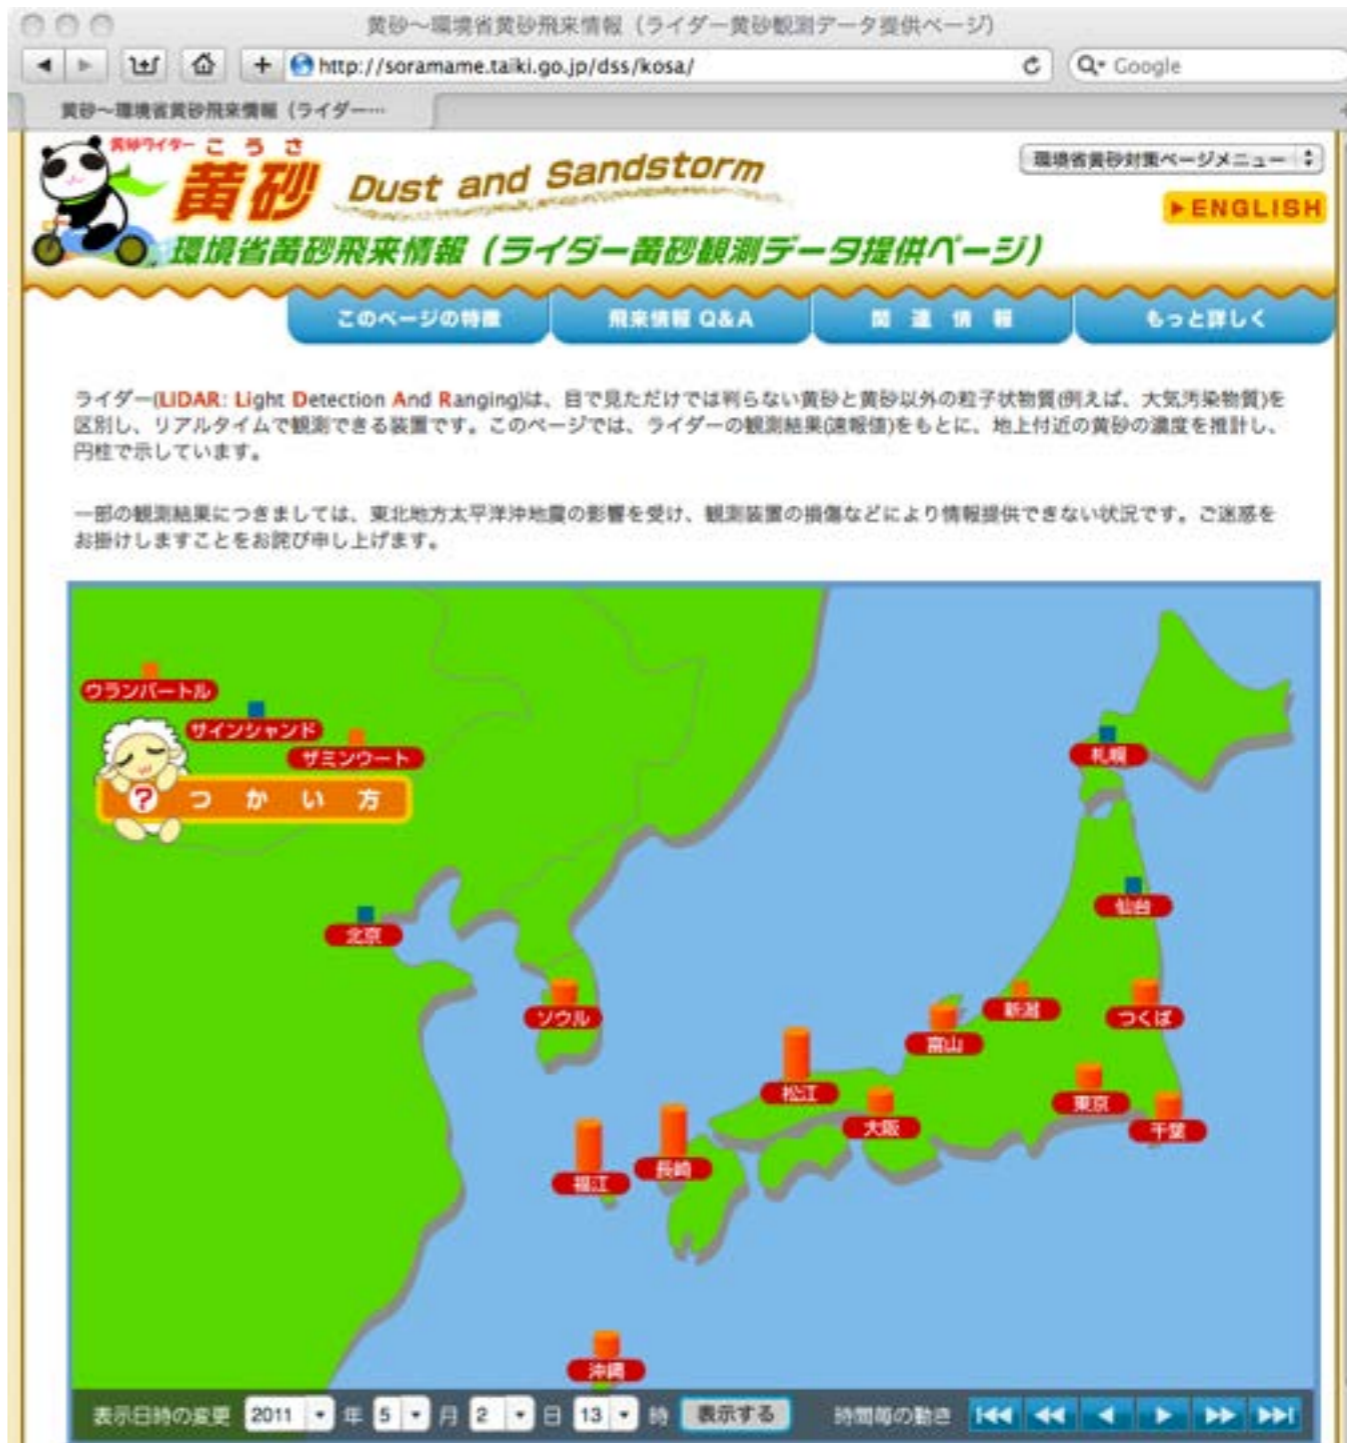 黄砂～環境省黄砂飛来情報（ライダー黄砂観測データ提供ページ）
http://soramame.taiki.go.jp/dss/kosa/
Google
黄砂～環境省黄砂飛来情報（ライダー…
黄砂ライダー こうさ
黄砂 Dust and Sandstorm
環境省黄砂対策ページメニュー
ENGLISH
環境省黄砂飛来情報（ライダー黄砂観測データ提供ページ）
このページの特徴 飛来情報 Q&A 関連情報 もっと詳しく
ライダー(LIDAR: Light Detection And Ranging)は、目で見ただけでは判らない黄砂と黄砂以外の粒子状物質(例えば、大気汚染物質)を
区別し、リアルタイムで観測できる装置です。このページでは、ライダーの観測結果(速報値)をもとに、地上付近の黄砂の濃度を推計し、
円柱で示しています。
一部の観測結果につきましては、東北地方太平洋沖地震の影響を受け、観測装置の損傷などにより情報提供できない状況です。ご迷惑を
お掛けしますことをお詫び申し上げます。
ウランバートル
サインシャンド
ザミンウート
札幌
? つかい方
仙台
北京
新潟
ソウル
つくば
富山
松江
東京
大阪
千葉
長崎
福江
沖縄
表示日時の変更 2011 年 5 月 2 日 13 時 表示する 時間毎の動き